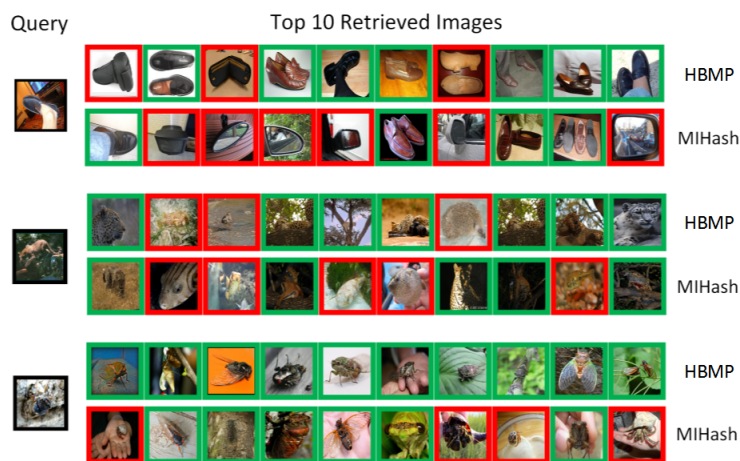 Query
Top 10 Retrieved Images
HBMP
MIHash
HBMP
MIHash
HBMP
MIHash